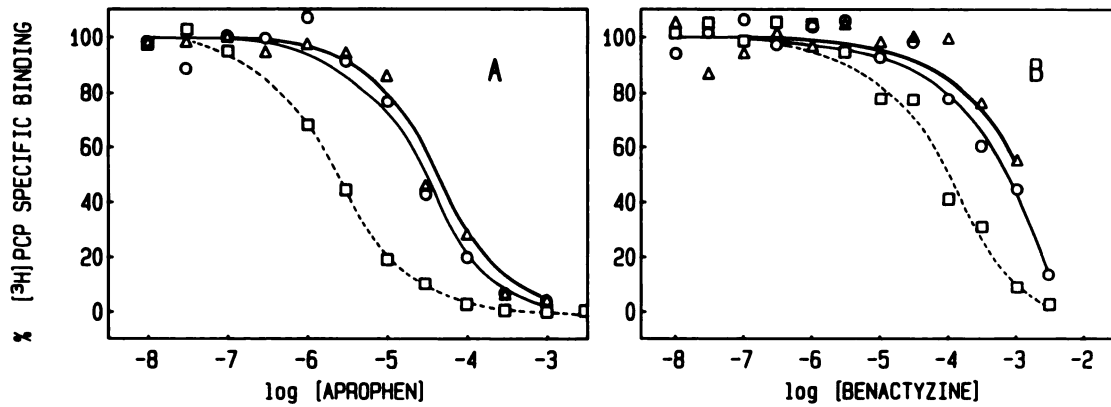 % [³H]PCP SPECIFIC BINDING
100
80
60
40
20
0
A
-8 -7 -6 -5 -4 -3
log [APROPHEN]
100
80
60
40
20
0
B
-8 -7 -6 -5 -4 -3 -2
log [BENACTYZINE]